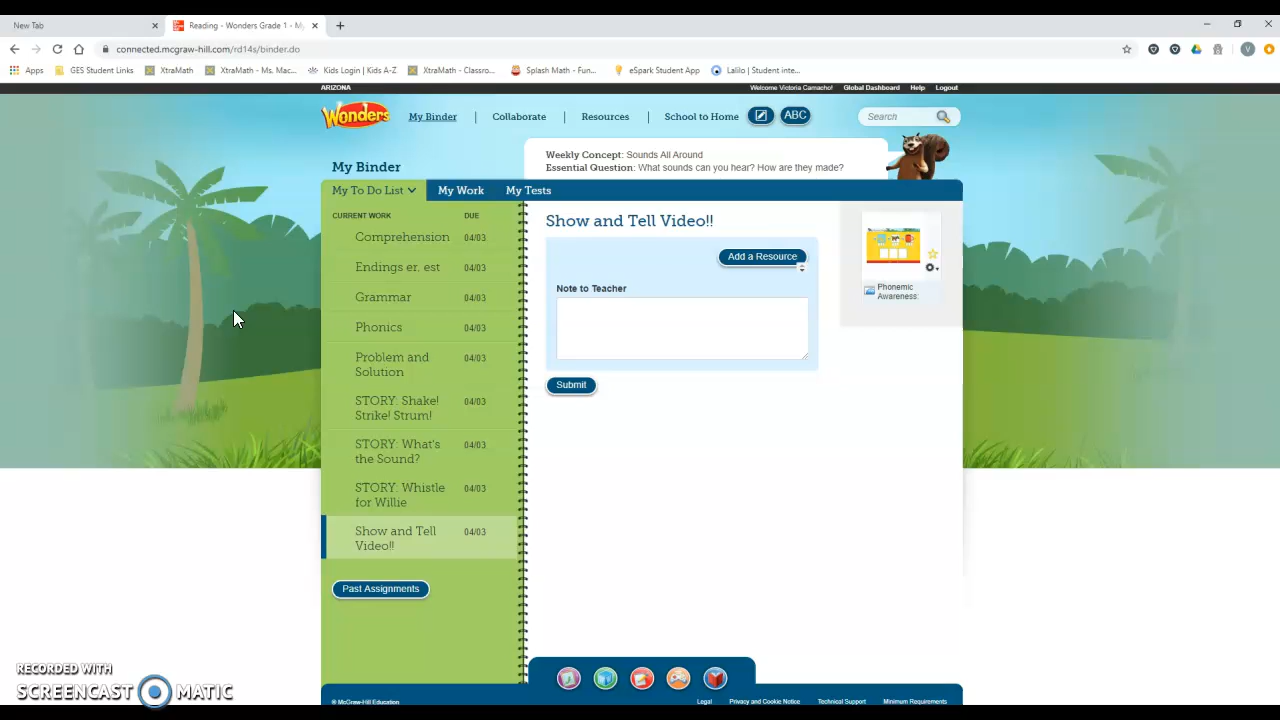 New Tab
Reading - Wonders Grade 1 - M
connected.mcgraw-hill.com/rd14s/binder.do
Apps
GES Student Links
XtraMath
XtraMath - Ms. Mac...
Kids Login | Kids A-Z
XtraMath - Classro...
Splash Math - Fun...
eSpark Student App
Lalilo | Student inte...
ARIZONA
Welcome Victoria Camacho!
Global Dashboard
Help
Logout
Wonders
My Binder
Collaborate
Resources
School to Home
ABC
Search
Weekly Concept: Sounds All Around
Essential Question: What sounds can you hear? How are they made?
My Binder
My To Do List
My Work
My Tests
CURRENT WORK
DUE
Comprehension 04/03
Endings er, est 04/03
Grammar 04/03
Phonics 04/03
Problem and 04/03
Solution
STORY: Shake! 04/03
Strike! Strum!
STORY: What's 04/03
the Sound?
STORY: Whistle 04/03
for Willie
Show and Tell 04/03
Video!!
Past Assignments
Show and Tell Video!!
Add a Resource
Note to Teacher
Submit
Phonemic
Awareness:
© McGraw-Hill Education
Legal
Privacy and Cookie Notice
Technical Support
Minimum Requirements
RECORDED WITH
SCREENCAST MATIC